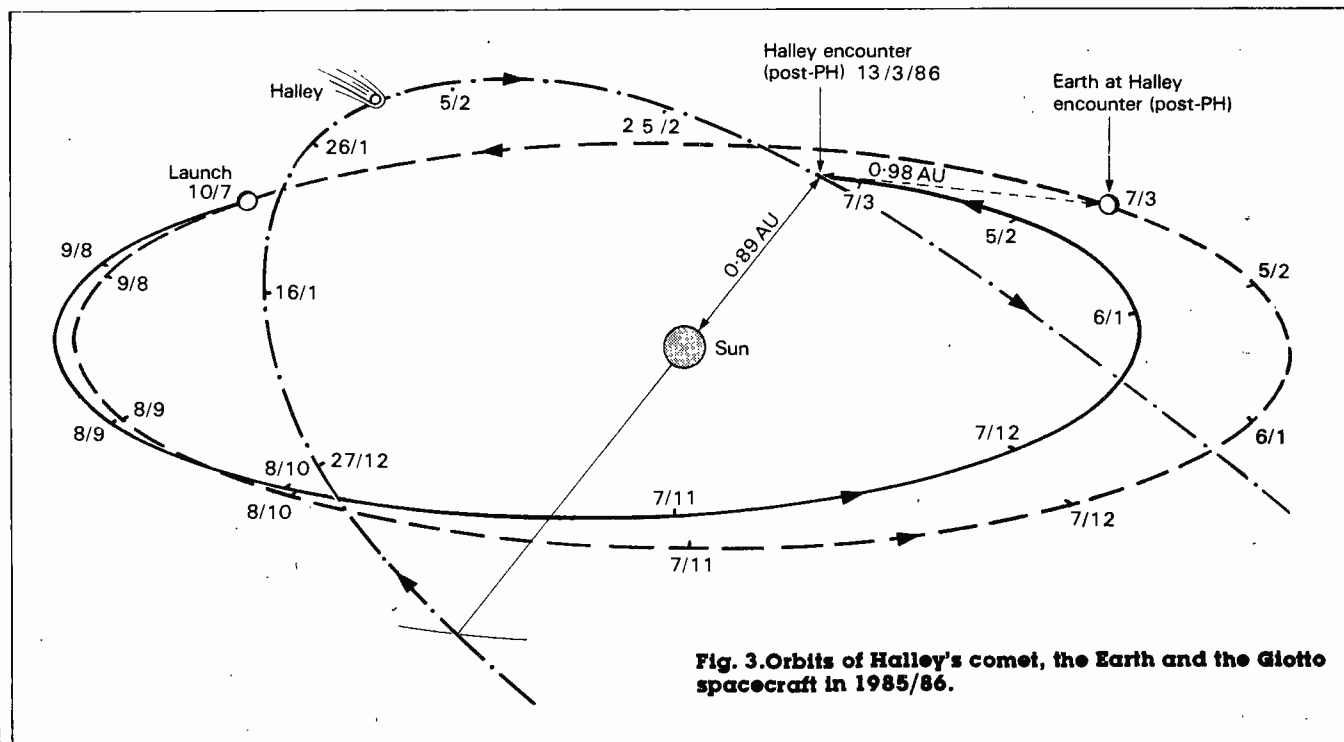 Halley encounter
(post-PH) 13/3/86
Earth at Halley
encounter (post-PH)
Halley
5/2
25/2
26/1
Launch
10/7
0·98 AU
7/3
7/3
5/2
5/2
9/8
9/8
0·89 AU
16/1
6/1
Sun
8/9
8/9
6/1
27/12
7/12
8/10
8/10
7/11
7/12
7/11
Fig. 3.Orbits of Halley's comet, the Earth and the Giotto
spacecraft in 1985/86.